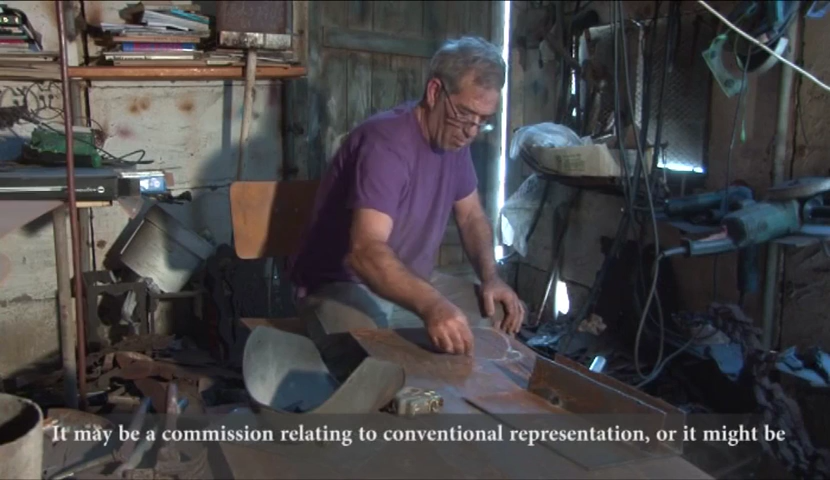 It may be a commission relating to conventional representation, or it might be